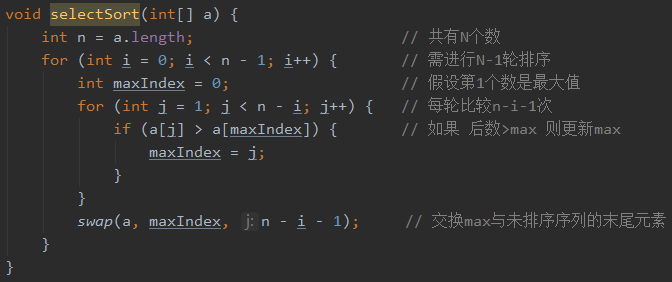 void selectSort(int[] a) {
    int n = a.length;                          // 共有N个数
    for (int i = 0; i < n - 1; i++) {          // 需进行N-1轮排序
        int maxIndex = 0;                      // 假设第1个数是最大值
        for (int j = 1; j < n - i; j++) {      // 每轮比较n-i-1次
            if (a[j] > a[maxIndex]) {          // 如果 后数>max 则更新max
                maxIndex = j;
            }
        }
        swap(a, maxIndex, j: n - i - 1);       // 交换max与未排序序列的末尾元素
    }
}